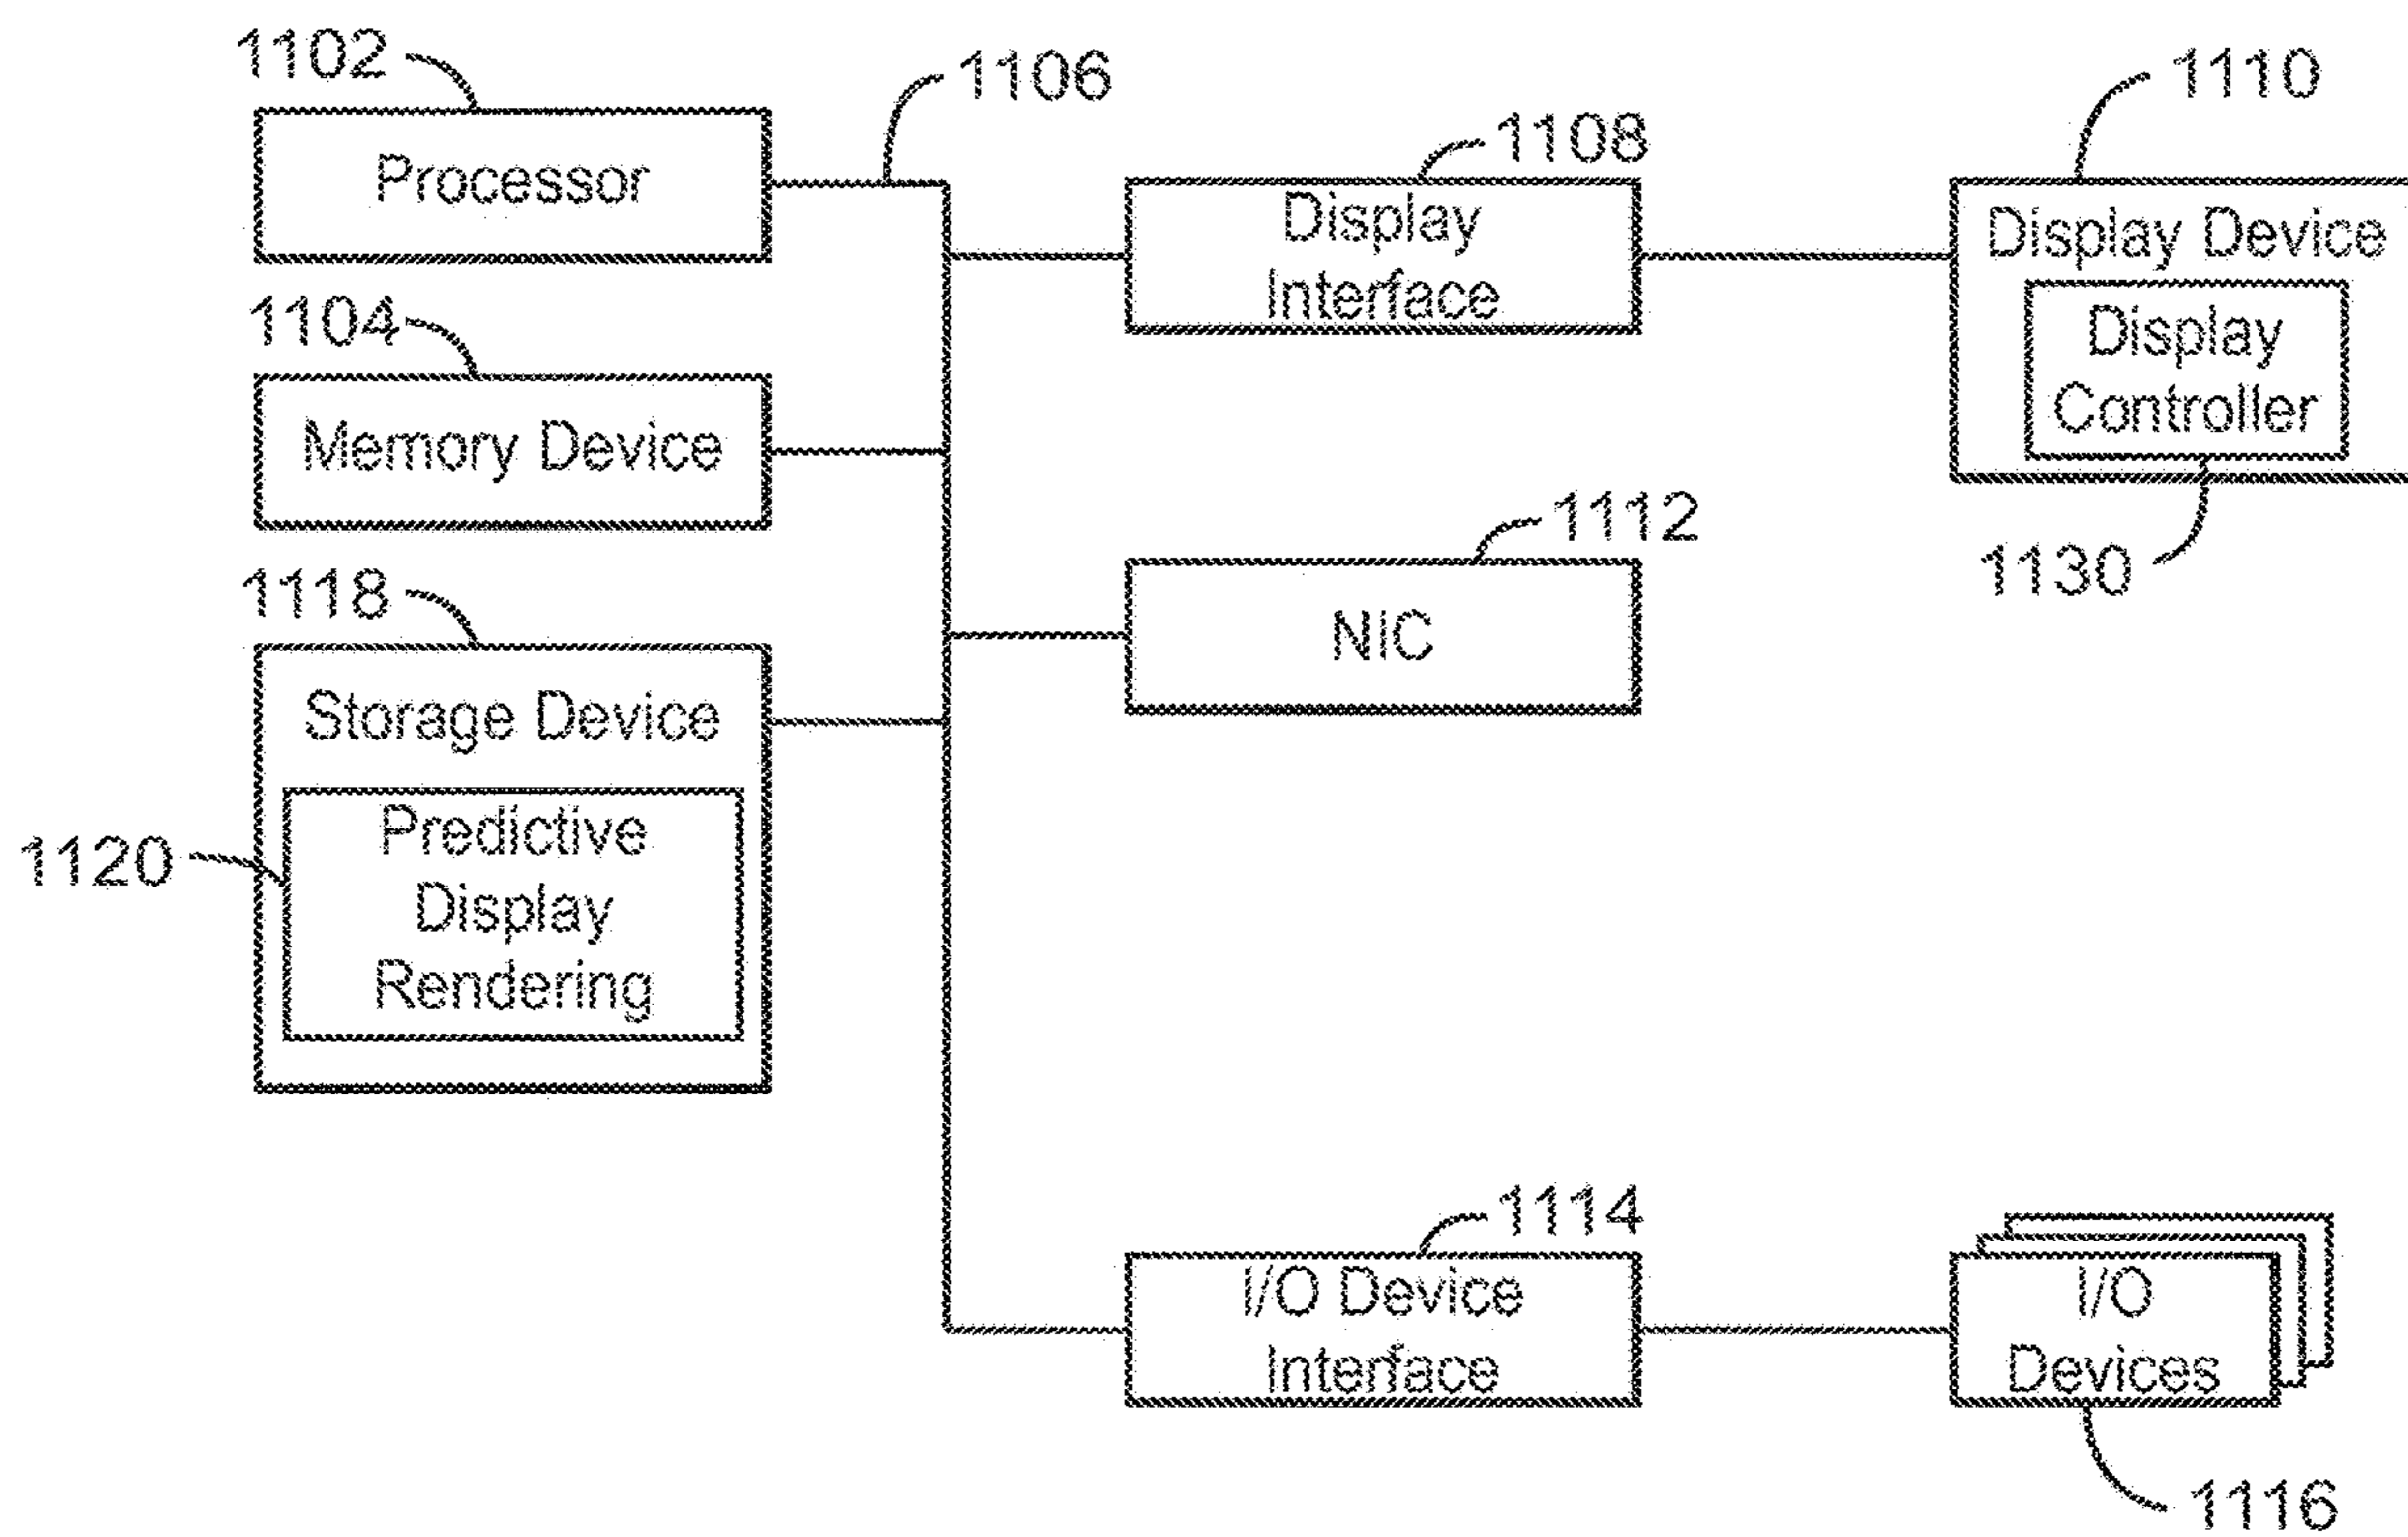 1102
1106
1110
1108
Processor
Display
Interface
Display Device
Display
Controller
1104
Memory Device
1112
1130
1118
NIC
Storage Device
1120
Predictive
Display
Rendering
1114
I/O Device
Interface
I/O
Devices
1116